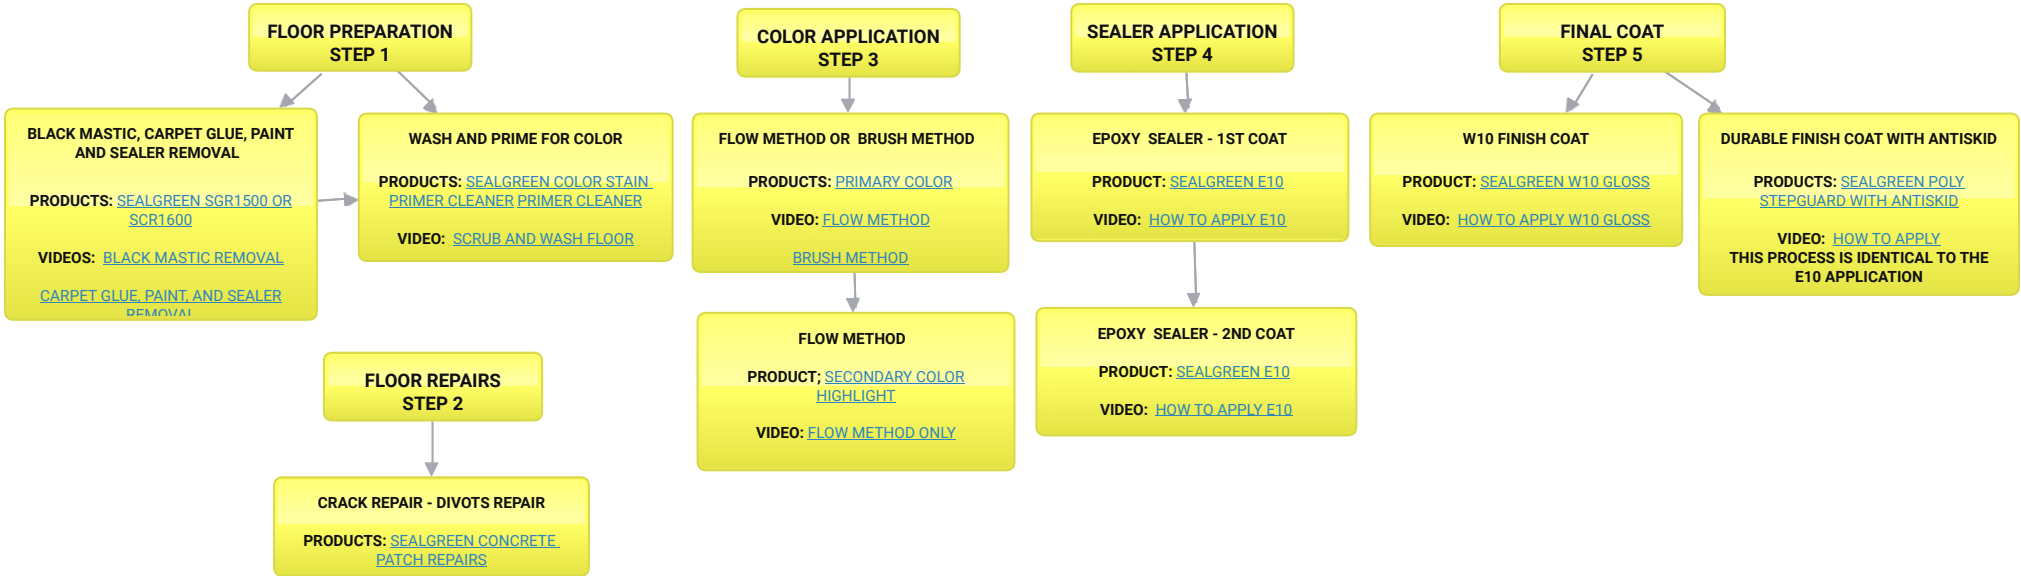 FLOOR PREPARATION
STEP 1
BLACK MASTIC, CARPET GLUE, PAINT
AND SEALER REMOVAL
PRODUCTS: SEALGREEN SGR1500 OR
SCR1600
VIDEOS: BLACK MASTIC REMOVAL
CARPET GLUE, PAINT, AND SEALER
REMOVAL
WASH AND PRIME FOR COLOR
PRODUCTS: SEALGREEN COLOR STAIN
PRIMER CLEANER PRIMER CLEANER
VIDEO: SCRUB AND WASH FLOOR
FLOOR REPAIRS
STEP 2
CRACK REPAIR - DIVOTS REPAIR
PRODUCTS: SEALGREEN CONCRETE
PATCH REPAIRS
COLOR APPLICATION
STEP 3
FLOW METHOD OR BRUSH METHOD
PRODUCTS: PRIMARY COLOR
VIDEO: FLOW METHOD
BRUSH METHOD
FLOW METHOD
PRODUCT; SECONDARY COLOR
HIGHLIGHT
VIDEO: FLOW METHOD ONLY
SEALER APPLICATION
STEP 4
EPOXY SEALER - 1ST COAT
PRODUCT: SEALGREEN E10
VIDEO: HOW TO APPLY E10
EPOXY SEALER - 2ND COAT
PRODUCT: SEALGREEN E10
VIDEO: HOW TO APPLY E10
FINAL COAT
STEP 5
W10 FINISH COAT
PRODUCT: SEALGREEN W10 GLOSS
VIDEO: HOW TO APPLY W10 GLOSS
DURABLE FINISH COAT WITH ANTISKID
PRODUCTS: SEALGREEN POLY
STEPGUARD WITH ANTISKID
VIDEO: HOW TO APPLY
THIS PROCESS IS IDENTICAL TO THE
E10 APPLICATION